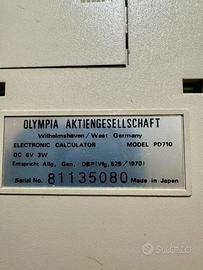 OLYMPIA AKTIENGESELLSCHAFT
Wilhelmshaven/West Germany
ELECTRONIC CALCULATOR MODEL PD710
DC 6V 3W
Entspricht Allg, Gen, DBP(Vfg, 529/1970)
Serial No. 81135080 Made in Japan
Subito.it